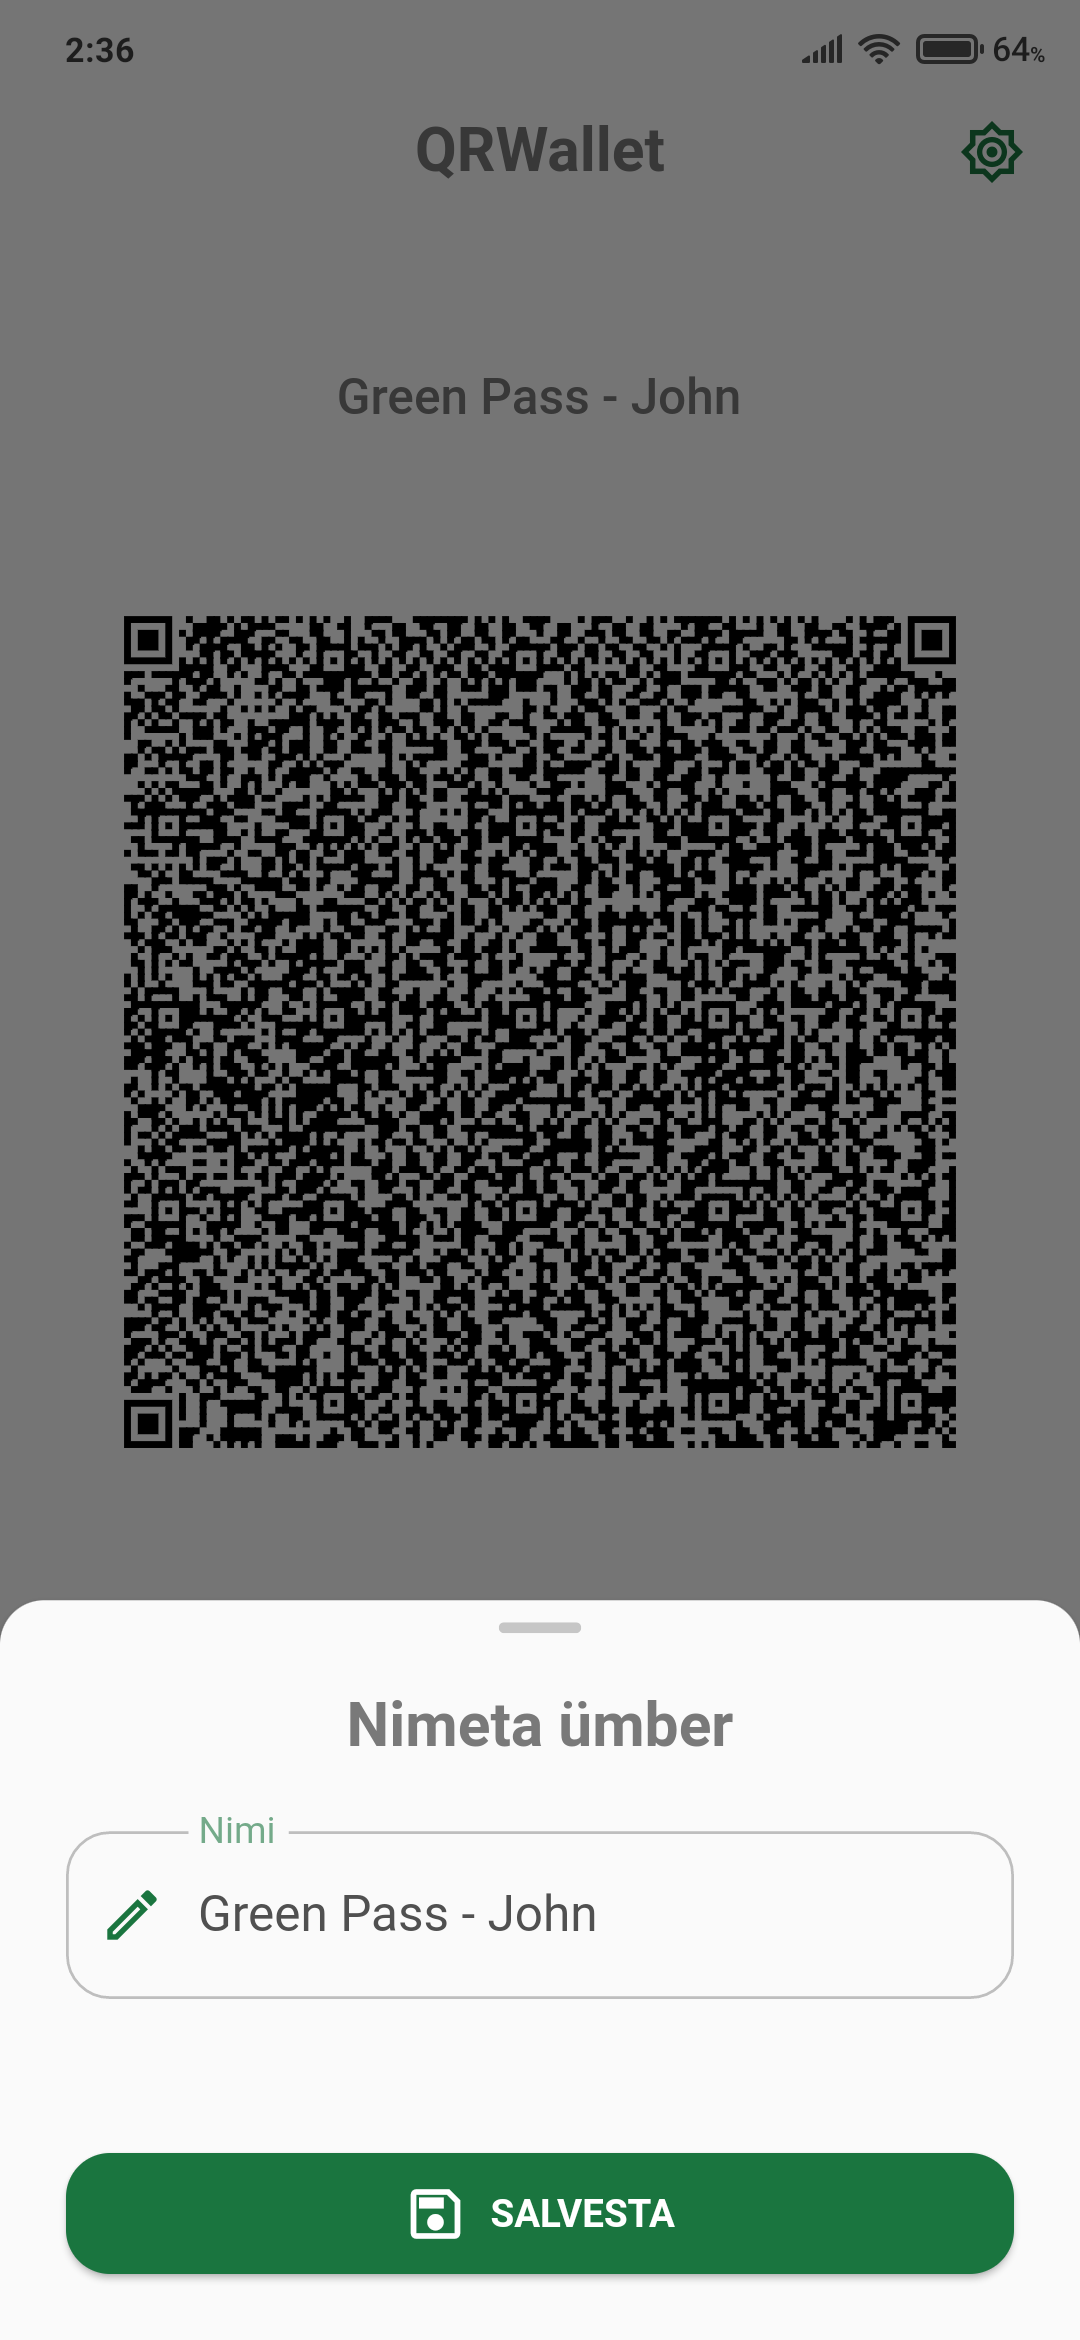 2:36
64%
QRWallet
Green Pass - John
Nimeta ümber
Nimi
Green Pass - John
SALVESTA